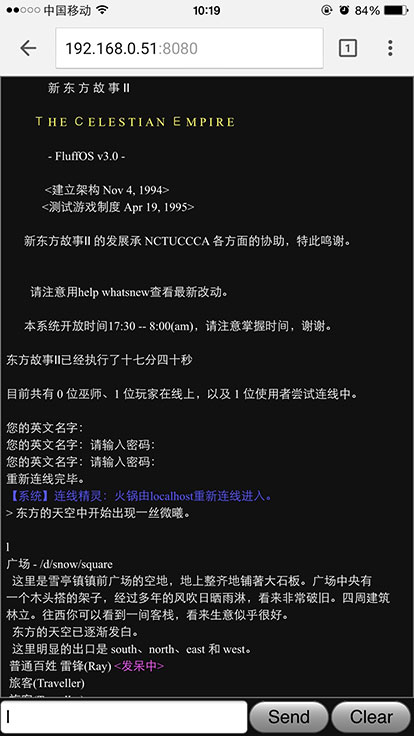 中国移动 10:19 84%
192.168.0.51:8080 1
新东方故事II
THE CELESTIAN EMPIRE
- FluffOS v3.0 -
<建立架构 Nov 4, 1994>
<测试游戏制度 Apr 19, 1995>
新东方故事II 的发展承 NCTUCCCA 各方面的协助，特此鸣谢。
请注意用help whatsnew查看最新改动。
本系统开放时间17:30 -- 8:00(am)，请注意掌握时间，谢谢。
东方故事II已经执行了十七分四十秒
目前共有 0 位巫师、1 位玩家在线上，以及 1 位使用者尝试连线中。
您的英文名字：
您的英文名字：请输入密码：
您的英文名字：请输入密码：
重新连线完毕。
【系统】连线精灵：火锅由localhost重新连线进入。
> 东方的天空中开始出现一丝微曦。
l
广场 - /d/snow/square
这里是雪亭镇镇前广场的空地，地上整齐地铺著大石板。广场中央有
一个木头搭的架子，经过多年的风吹日晒雨淋，看来非常破旧。四周建筑
林立。往西你可以看到一间客栈，看来生意似乎很好。
东方的天空已逐渐发白。
这里明显的出口是 south、north、east 和 west。
普通百姓 雷锋(Ray) <发呆中>
旅客(Traveller)
l Send Clear